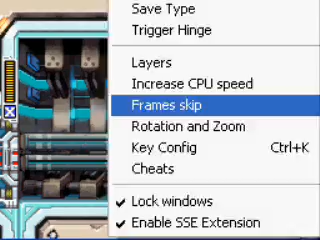 Save Type
Trigger Hinge
Layers
Increase CPU speed
Frames skip
Rotation and Zoom
Key Config Ctrl+K
Cheats
Lock windows
Enable SSE Extension